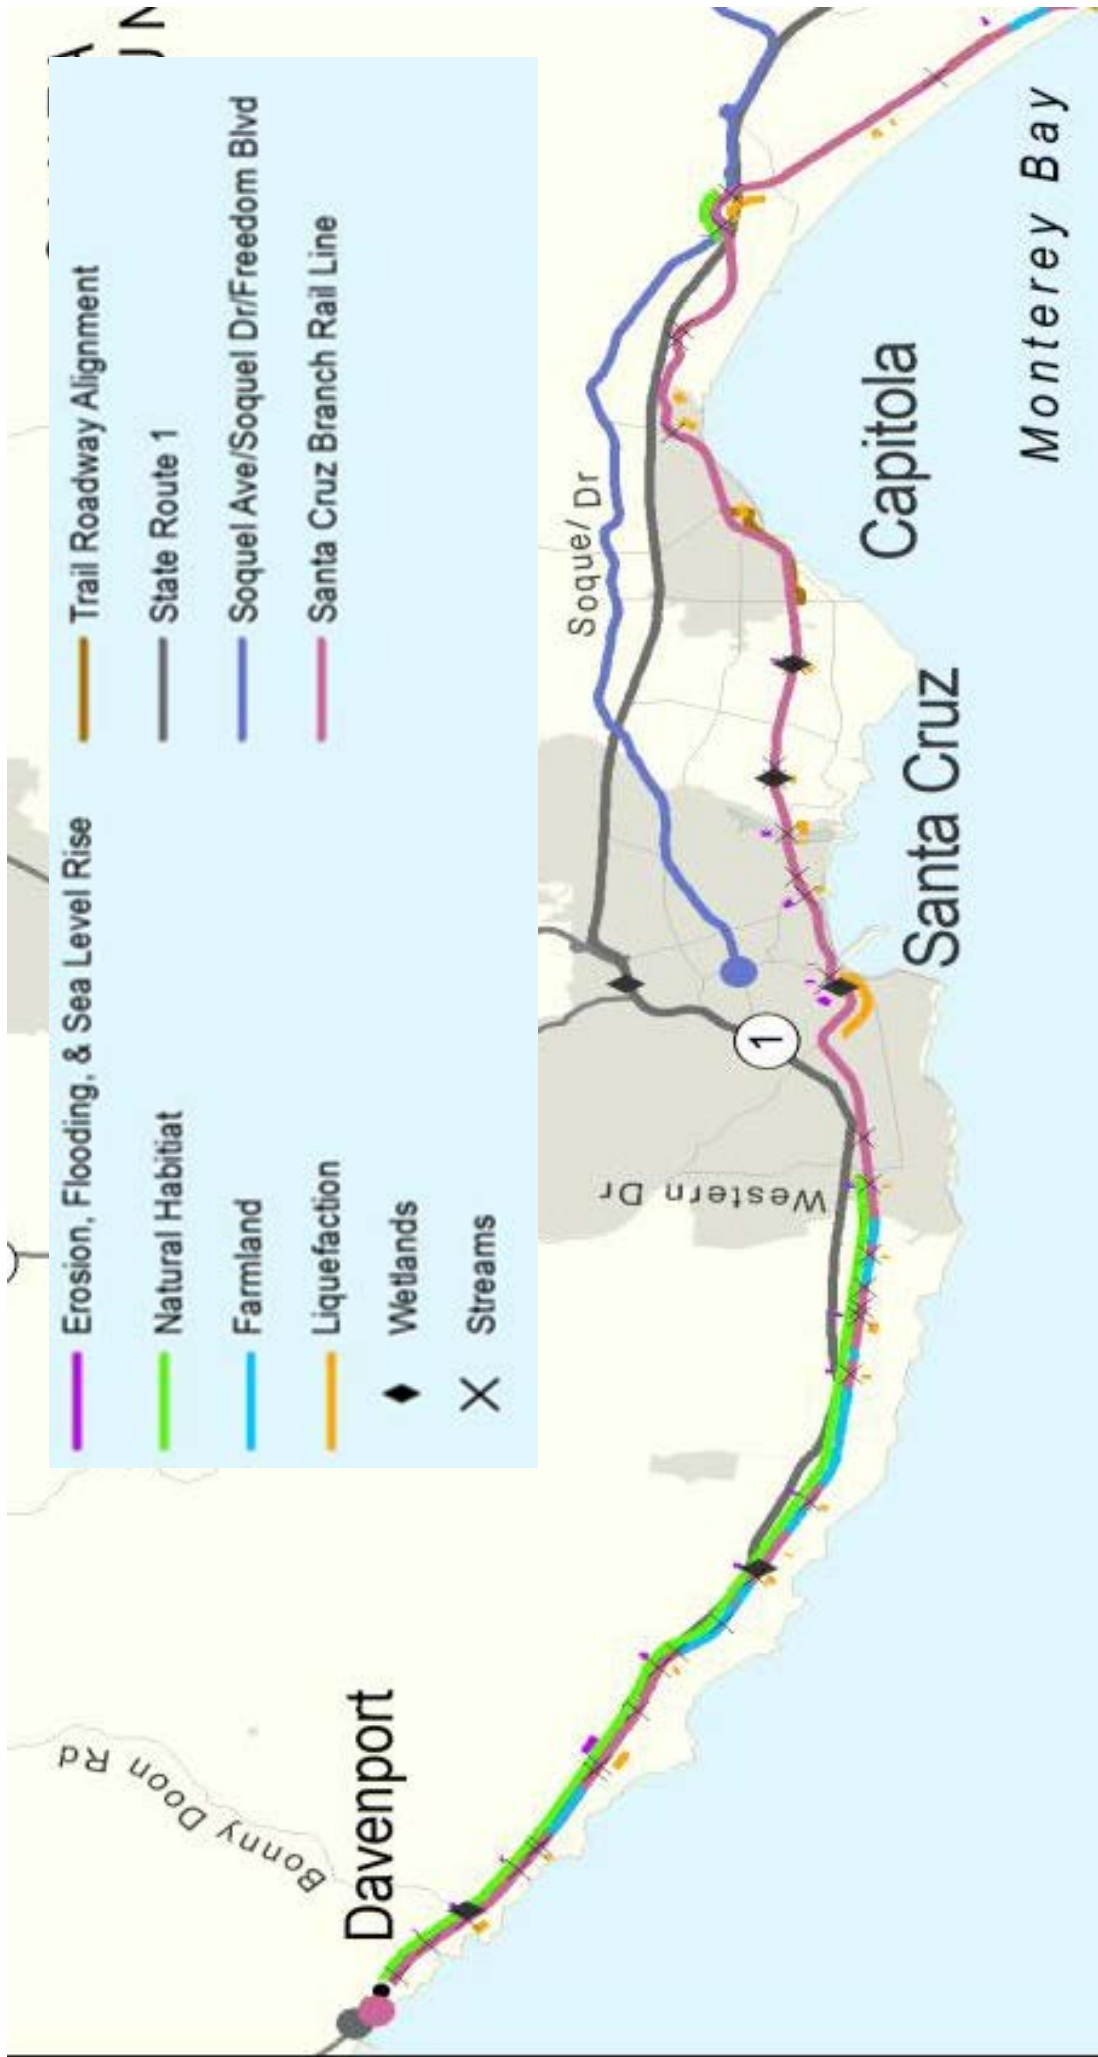 Erosion, Flooding, & Sea Level Rise
Natural Habitiat
Farmland
Liquefaction
Wetlands
Streams
Trail Roadway Alignment
State Route 1
Soquel Ave/Soquel Dr/Freedom Blvd
Santa Cruz Branch Rail Line
Bonny Doon Rd
Davenport
Western Dr
1
Soquel Dr
Santa Cruz
Capitola
Monterey Bay